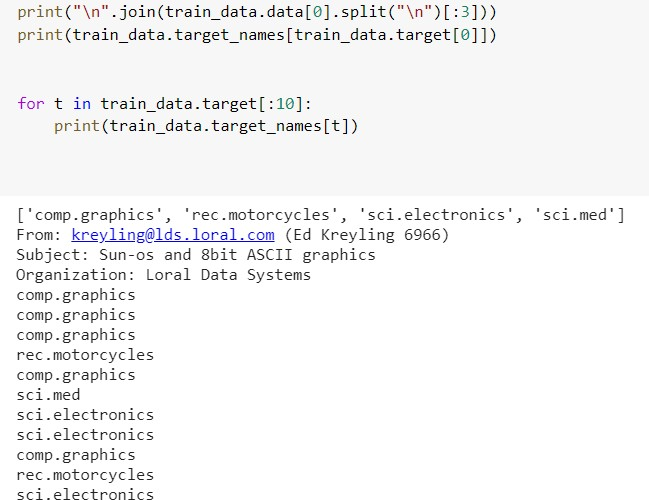 print("\n".join(train_data.data[0].split("\n")[:3]))
print(train_data.target_names[train_data.target[0]])
for t in train_data.target[:10]:
    print(train_data.target_names[t])
['comp.graphics', 'rec.motorcycles', 'sci.electronics', 'sci.med']
From: kreyling@lds.loral.com (Ed Kreyling 6966)
Subject: Sun-os and 8bit ASCII graphics
Organization: Loral Data Systems
comp.graphics
comp.graphics
comp.graphics
rec.motorcycles
comp.graphics
sci.med
sci.electronics
sci.electronics
comp.graphics
rec.motorcycles
sci.electronics